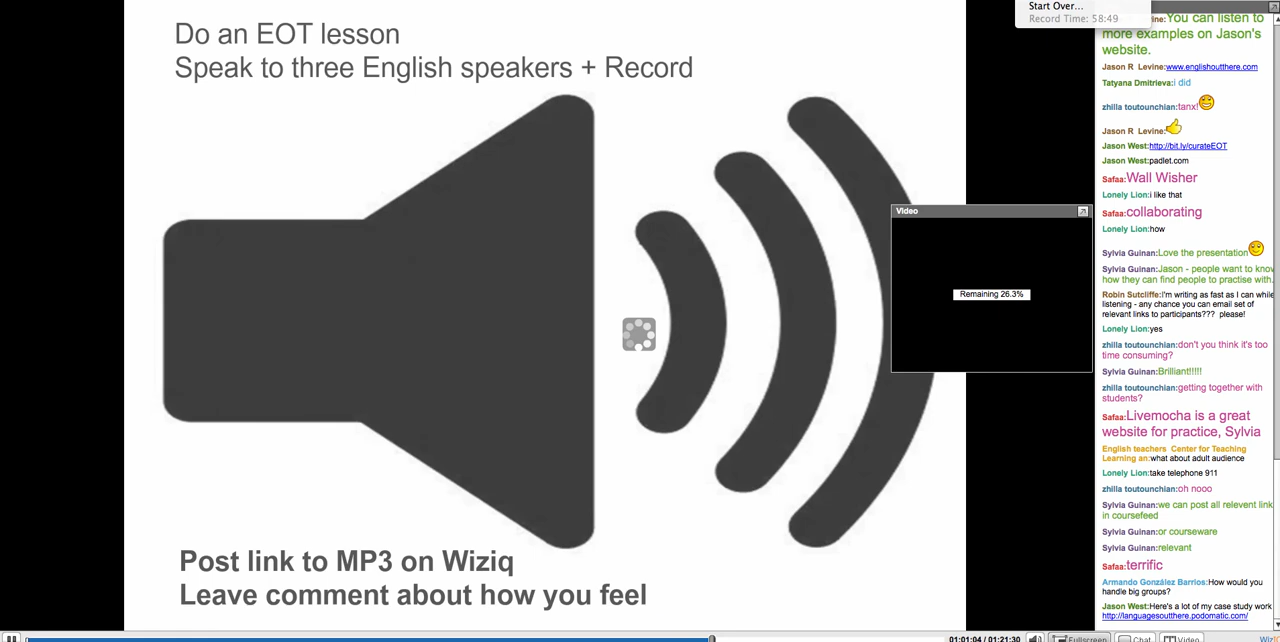 Do an EOT lesson
Speak to three English speakers + Record
Post link to MP3 on Wiziq
Leave comment about how you feel
Start Over...
Record Time: 58:49
Video
Remaining 26.3%
You can listen to
more examples on Jason's
website.
Jason R Levine:www.englishoutthere.com
Tatyana Dmitrieva:i did
zhilla toutounchian:tanx!
Jason R Levine:
Jason West:http://bit.ly/curateEOT
Jason West:padlet.com
Safaa:Wall Wisher
Lonely Lion:i like that
Safaa:collaborating
Lonely Lion:how
Sylvia Guinan:Love the presentation
Sylvia Guinan:Jason - people want to know
how they can find people to practise with.
Robin Sutcliffe:I'm writing as fast as I can while
listening - any chance you can email set of
relevant links to participants??? please!
Lonely Lion:yes
zhilla toutounchian:don't you think it's too
time consuming?
Sylvia Guinan:Brilliant!!!!!
zhilla toutounchian:getting together with
students?
Safaa:Livemocha is a great
website for practice, Sylvia
English teachers Center for Teaching
Learning an:what about adult audience
Lonely Lion:take telephone 911
zhilla toutounchian:oh nooo
Sylvia Guinan:we can post all relevent link
in coursefeed
Sylvia Guinan:or courseware
Sylvia Guinan:relevant
Safaa:terrific
Armando González Barrios:How would you
handle big groups?
Jason West:Here's a lot of my case study work
http://languagesoutthere.podomatic.com/
01:01:04 / 01:21:30
Fullscreen
Chat
Video